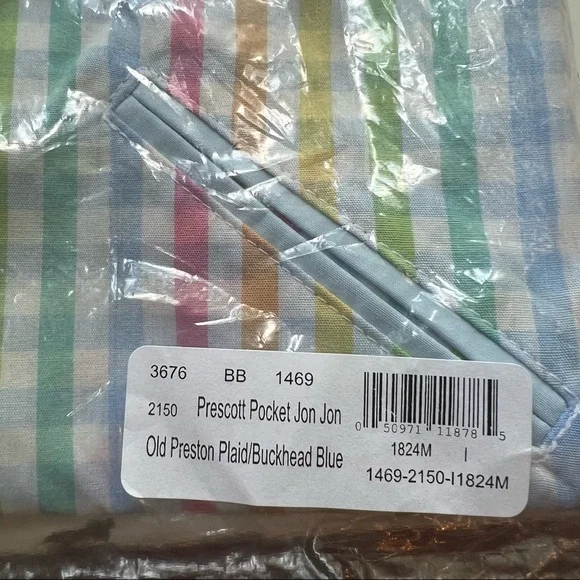 3676 BB 1469
2150 Prescott Pocket Jon Jon
Old Preston Plaid/Buckhead Blue
0 50971 11878 5
1824M I
1469-2150-I1824M